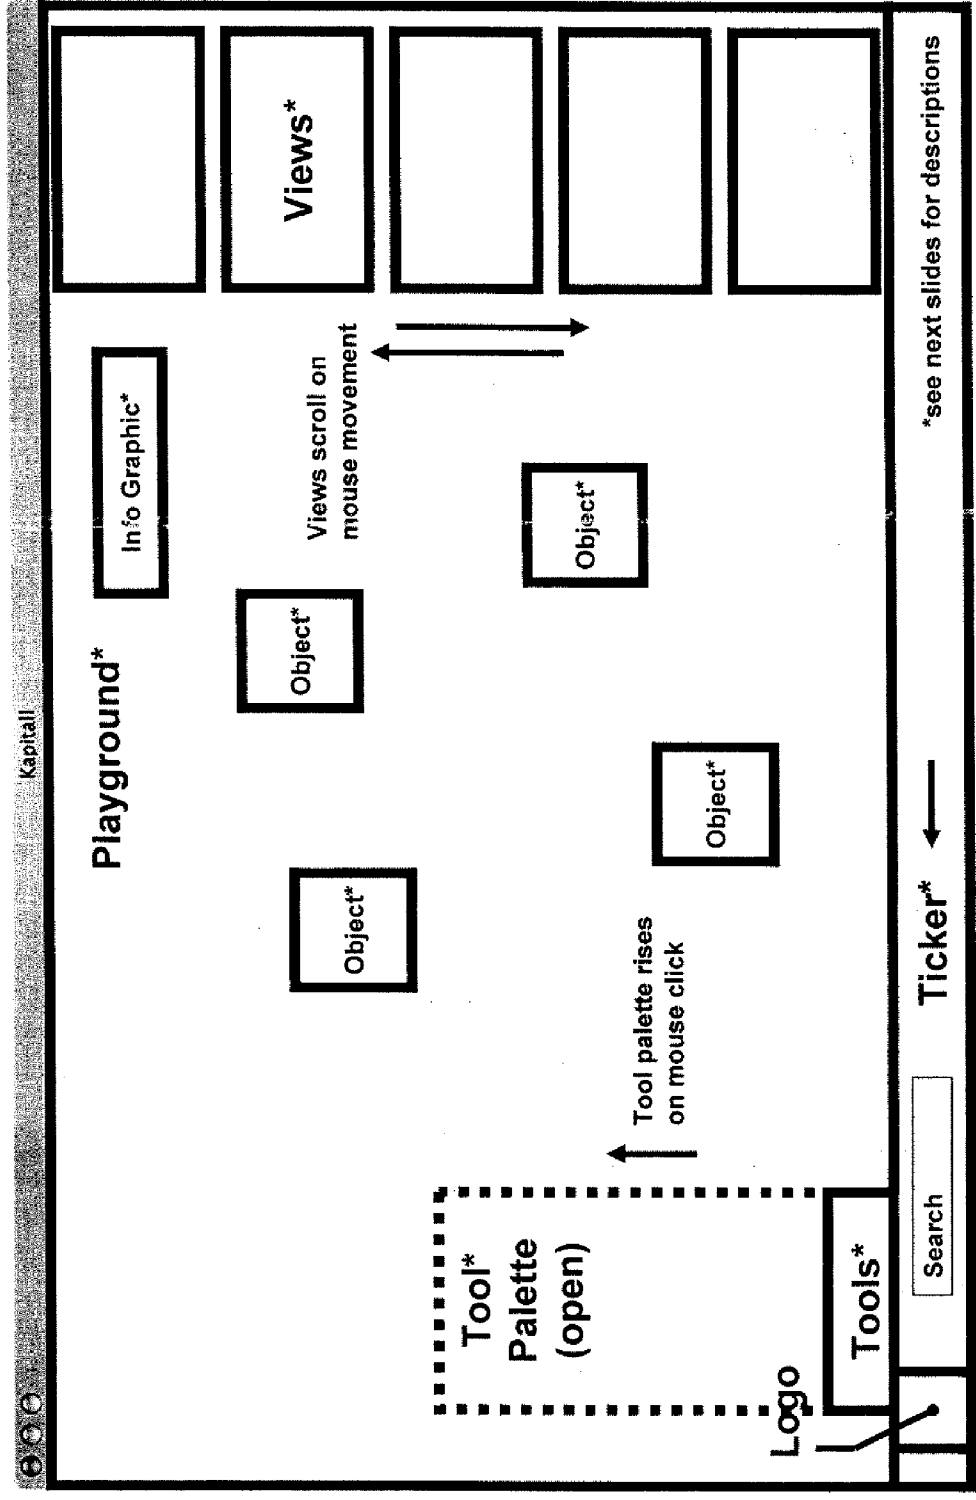 Kapitall
Playground*
Info Graphic*
Views*
Views scroll on
mouse movement
Object*
Object*
Object*
Object*
Tool palette rises
on mouse click
Tool*
Palette
(open)
Tools*
Logo
Search
Ticker*
*see next slides for descriptions